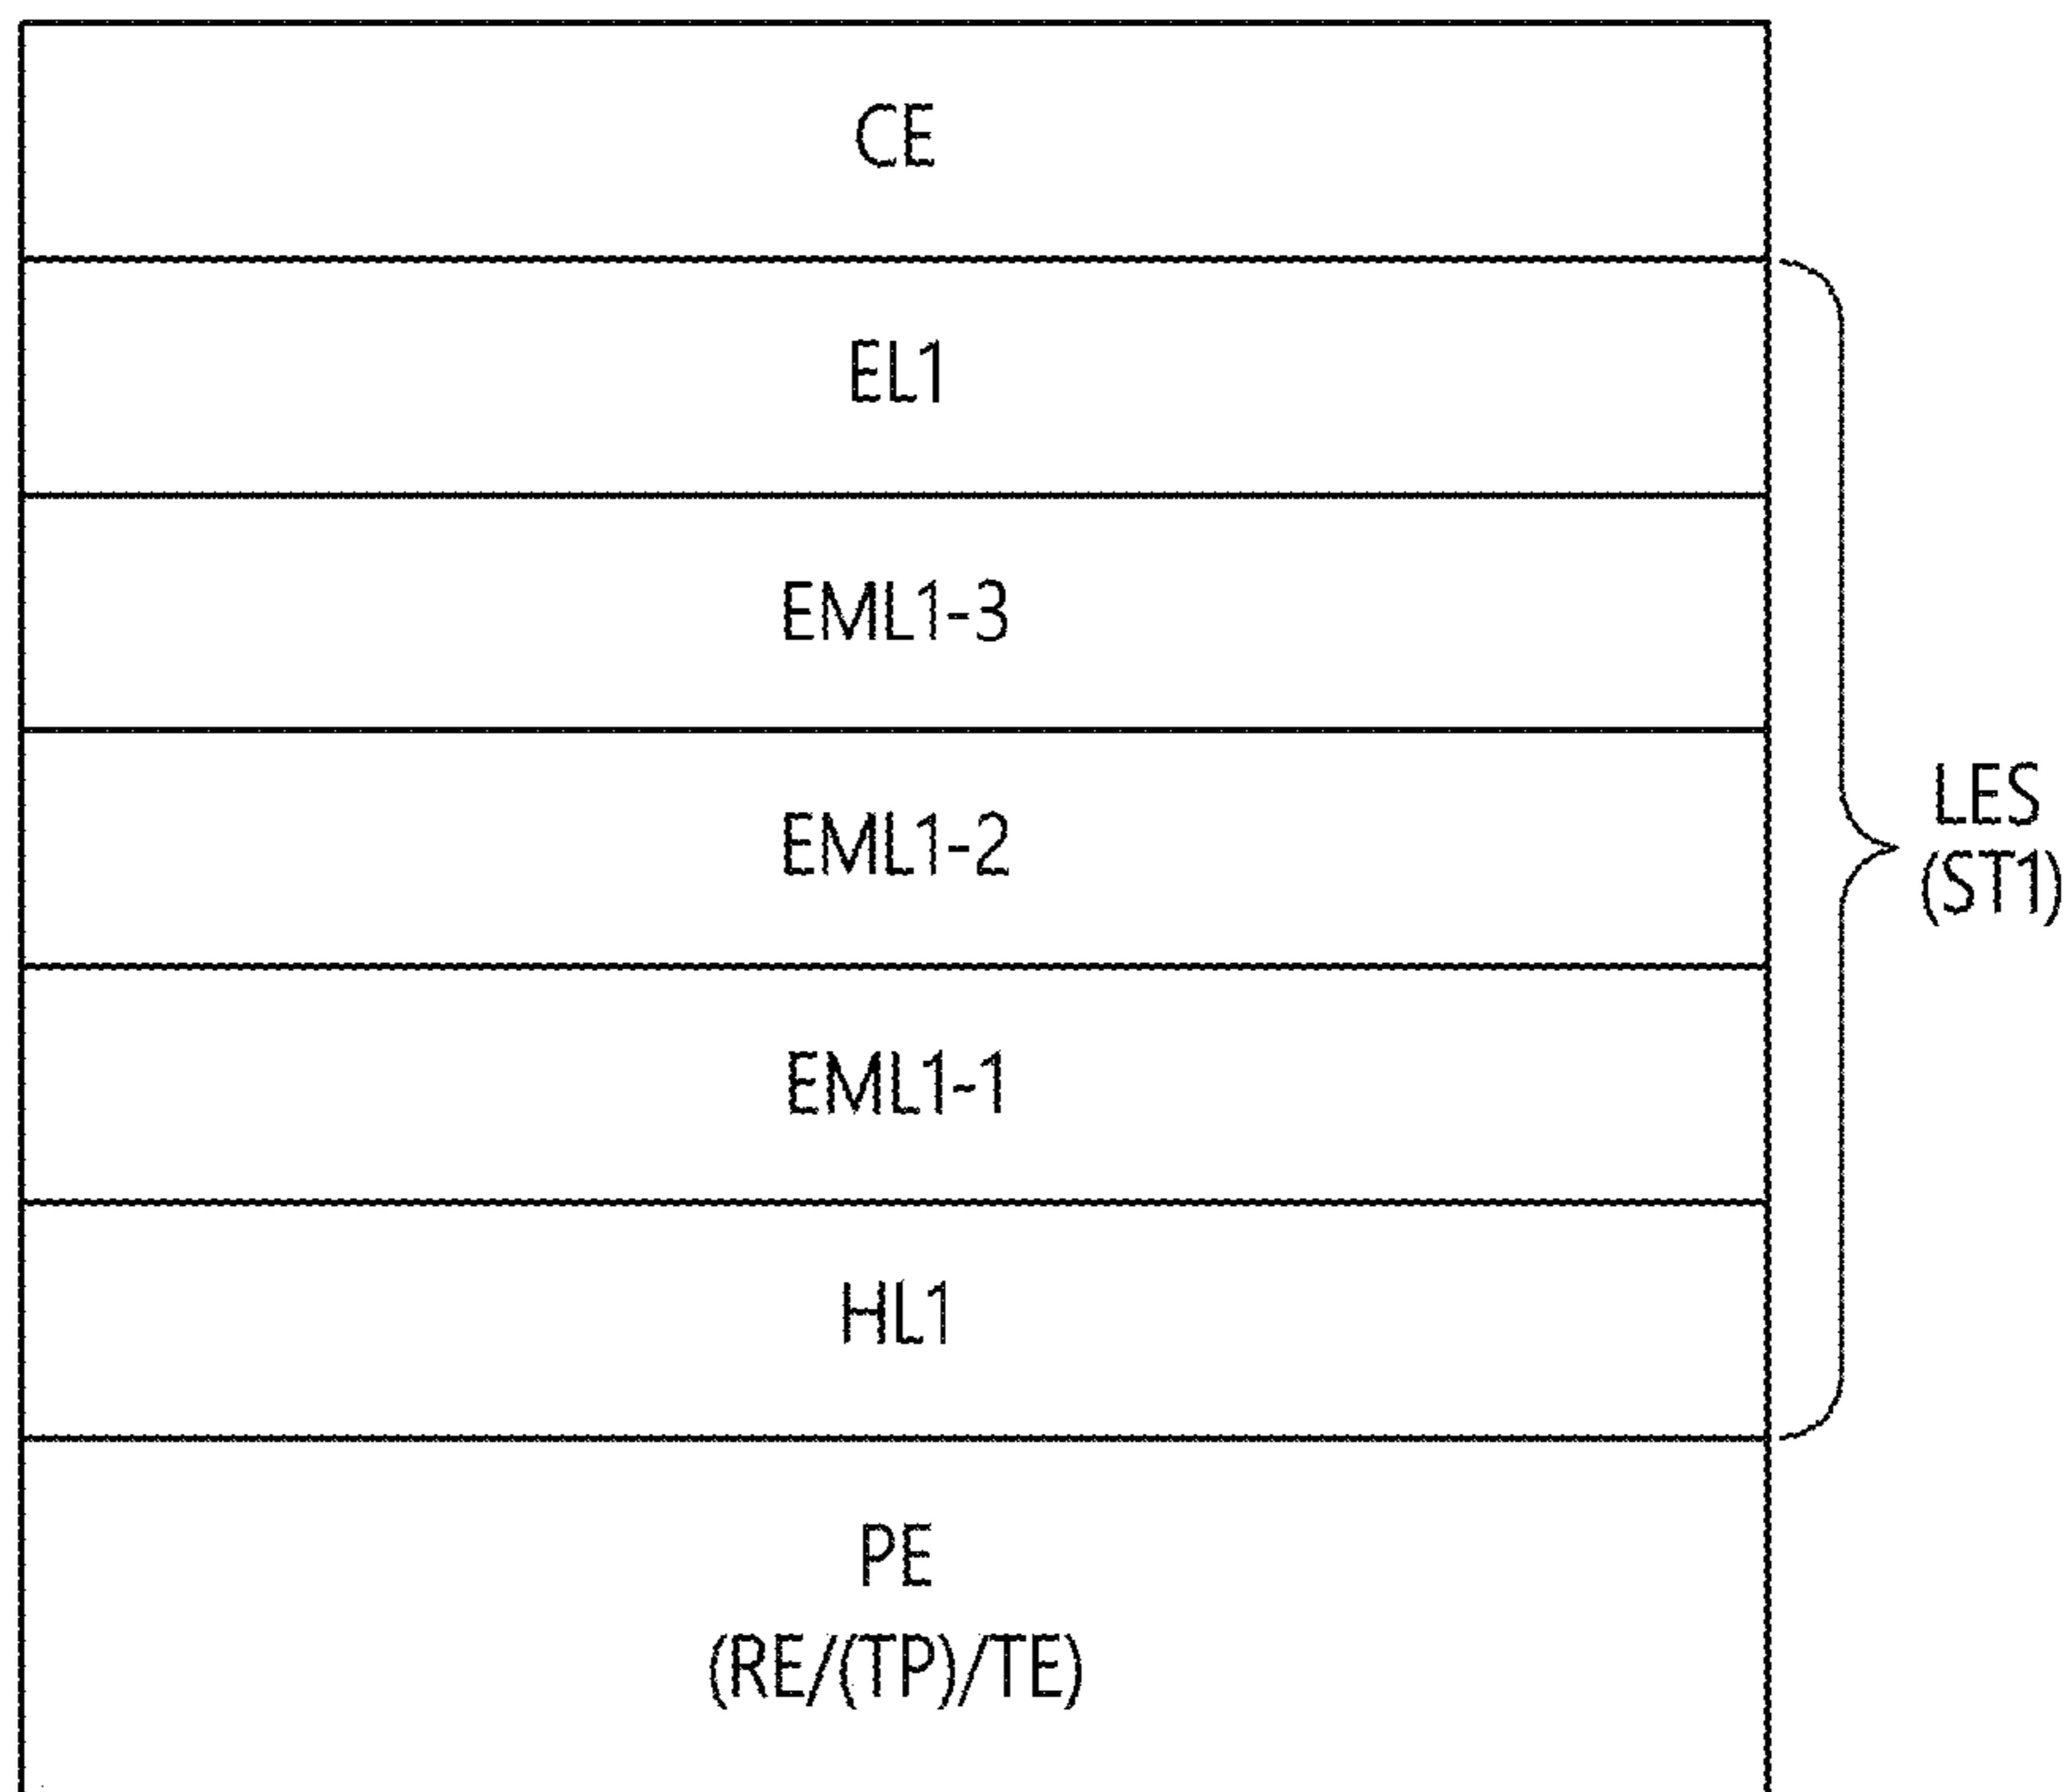 CE
EL1
EML1-3
EML1-2
EML1-1
HL1
PE
(RE/(TP)/TE)
LES
(ST1)